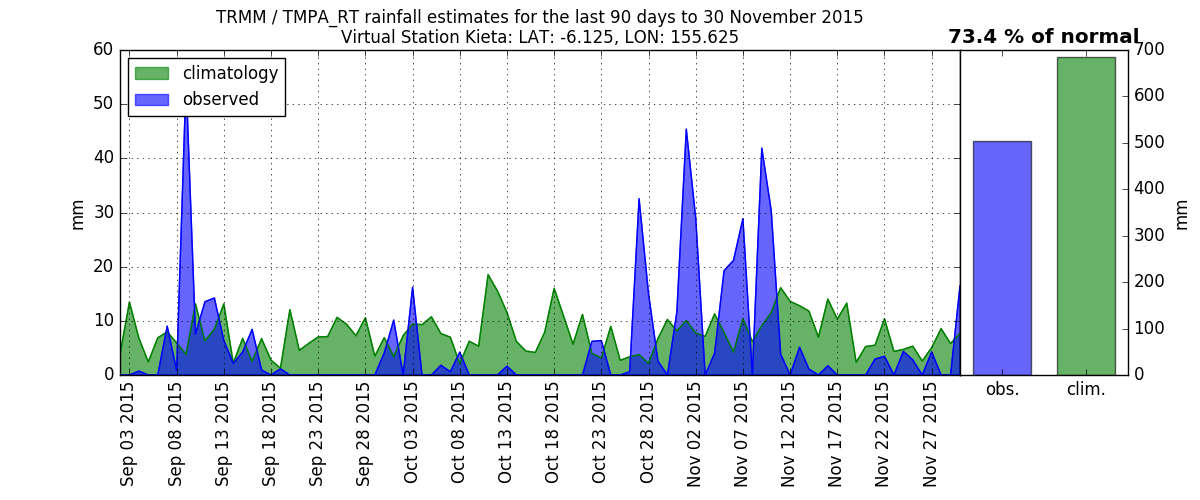 TRMM / TMPA_RT rainfall estimates for the last 90 days to 30 November 2015
Virtual Station Kieta: LAT: -6.125, LON: 155.625
73.4 % of normal
climatology
observed
60
50
40
30
20
10
0
mm
Sep 03 2015
Sep 08 2015
Sep 13 2015
Sep 18 2015
Sep 23 2015
Sep 28 2015
Oct 03 2015
Oct 08 2015
Oct 13 2015
Oct 18 2015
Oct 23 2015
Oct 28 2015
Nov 02 2015
Nov 07 2015
Nov 12 2015
Nov 17 2015
Nov 22 2015
Nov 27 2015
700
600
500
400
300
200
100
0
mm
obs.
clim.